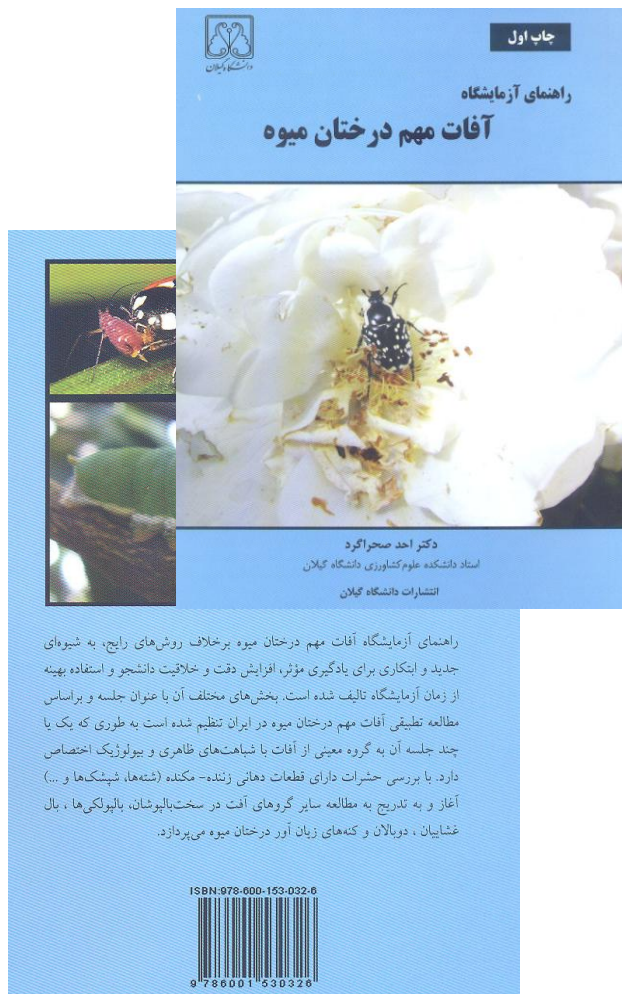 دانشگاه گیلان
چاپ اول
راهنمای آزمایشگاه
آفات مهم درختان میوه
دکتر احد صحراگرد
استاد دانشکده علوم کشاورزی دانشگاه گیلان
انتشارات دانشگاه گیلان
راهنمای آزمایشگاه آفات مهم درختان میوه برخلاف روش‌های رایج، به شیوه‌ای
جدید و ابتکاری برای یادگیری مؤثر، افزایش دقت و خلاقیت دانشجو و استفاده بهینه
از زمان آزمایشگاه تالیف شده است. بخش‌های مختلف آن با عنوان جلسه و براساس
مطالعه تطبیقی آفات مهم درختان میوه در ایران تنظیم شده است به طوری که یک یا
چند جلسه آن به گروه معینی از آفات با شباهت‌های ظاهری و بیولوژیک اختصاص
دارد. با بررسی حشرات دارای قطعات دهانی زننده- مکنده (شته‌ها، شپشک‌ها و ...)
آغاز و به تدریج به مطالعه سایر گروهای آفت در سخت‌بالپوشان، بالپولکی‌ها ، بال
غشاییان ، دوبالان و کنه‌های زیان آور درختان میوه می‌پردازد.
ISBN:978-600-153-032-6
9 786001 530326